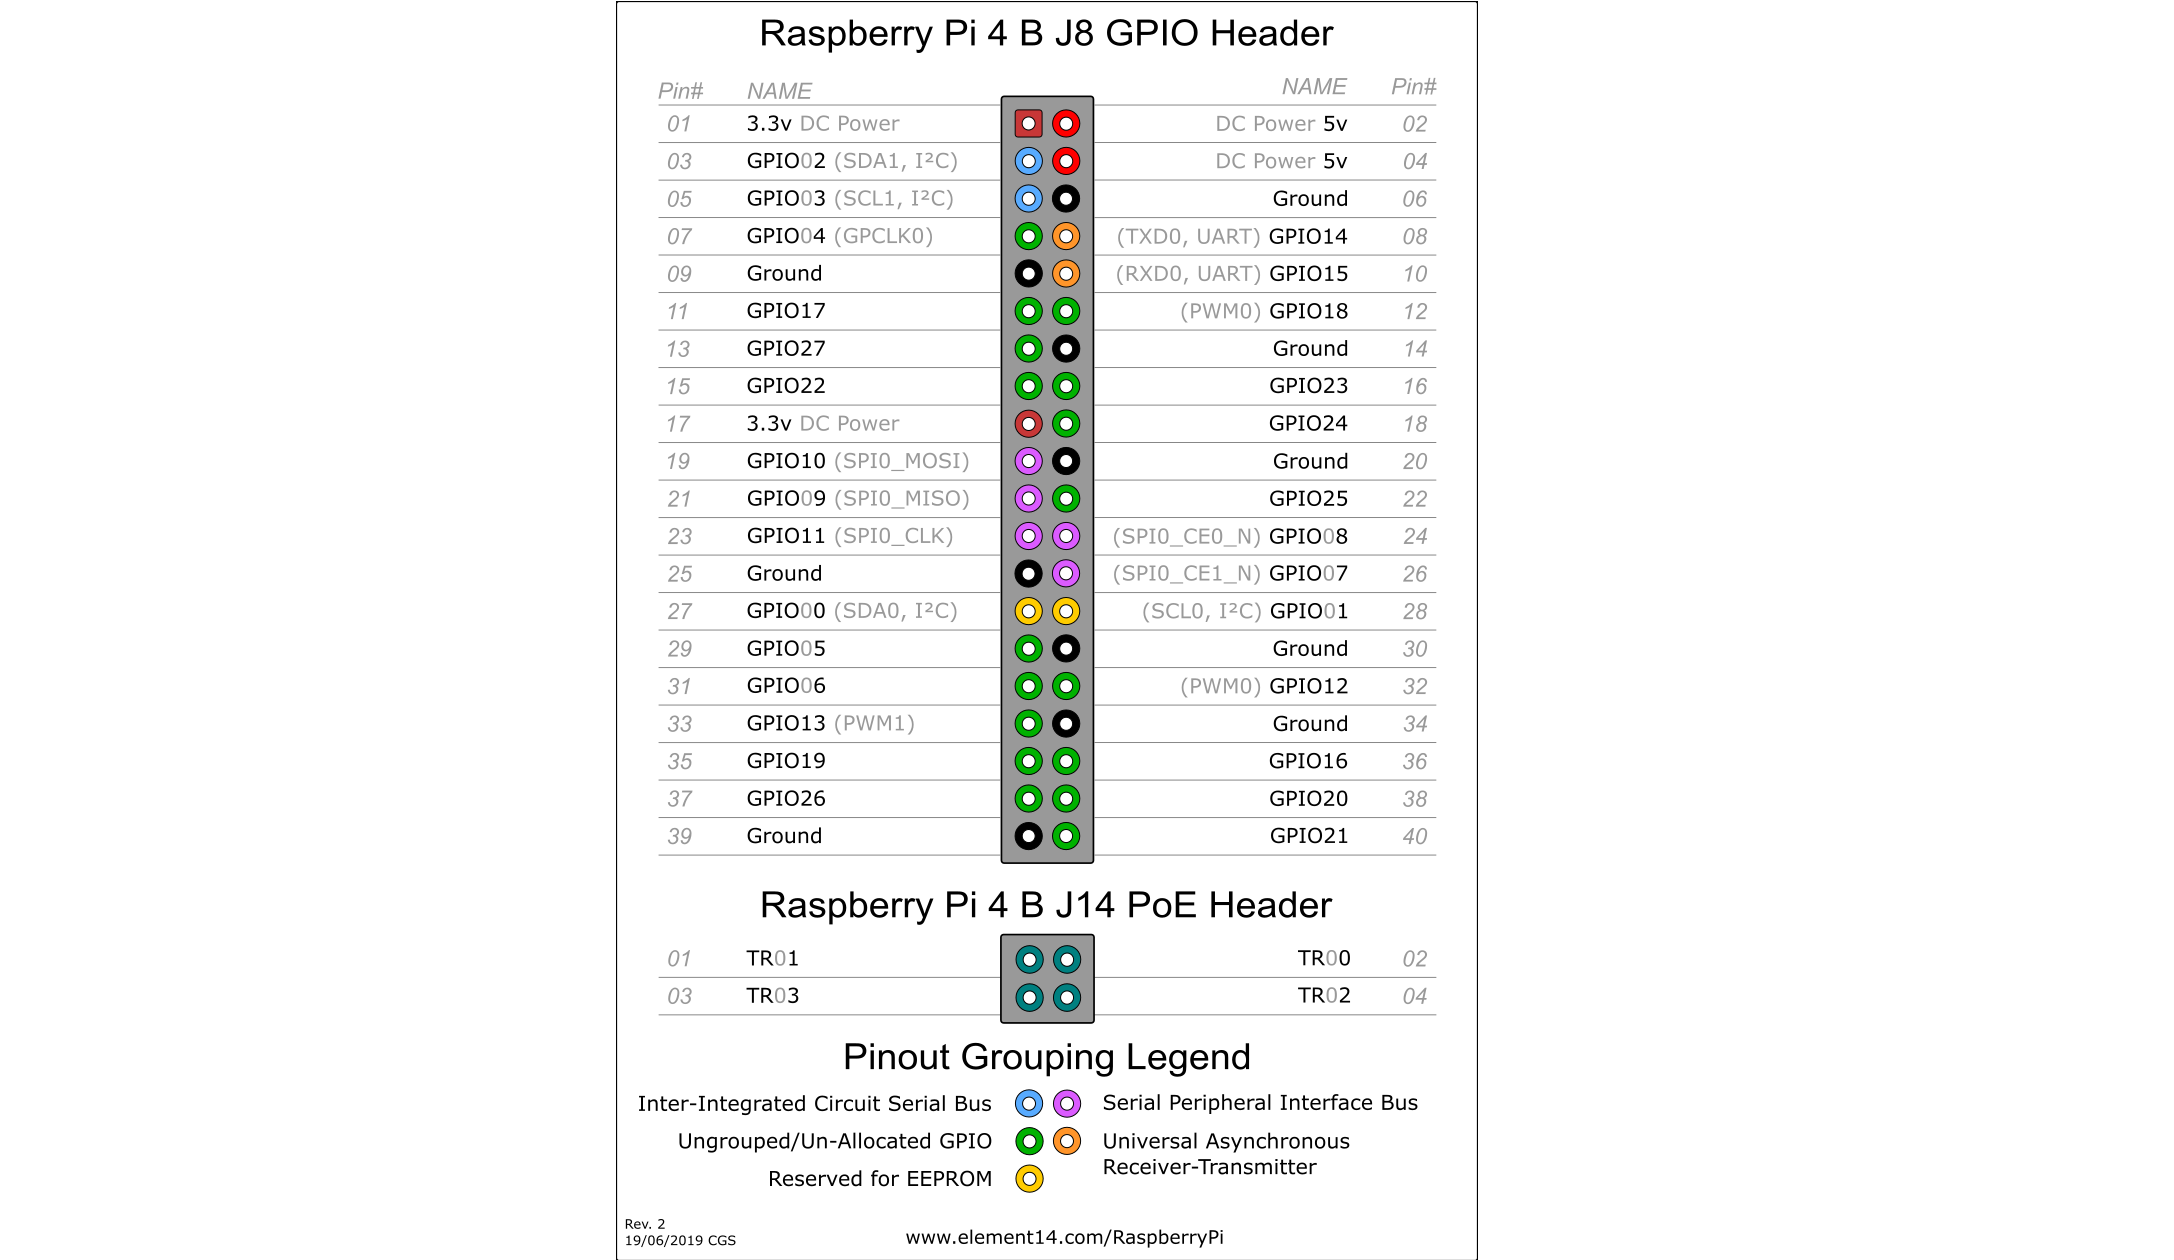 Raspberry Pi 4 B J8 GPIO Header
Pin# NAME NAME Pin#
01 3.3v DC Power DC Power 5v 02
03 GPIO02 (SDA1, I²C) DC Power 5v 04
05 GPIO03 (SCL1, I²C) Ground 06
07 GPIO04 (GPCLK0) (TXD0, UART) GPIO14 08
09 Ground (RXD0, UART) GPIO15 10
11 GPIO17 (PWM0) GPIO18 12
13 GPIO27 Ground 14
15 GPIO22 GPIO23 16
17 3.3v DC Power GPIO24 18
19 GPIO10 (SPI0_MOSI) Ground 20
21 GPIO09 (SPI0_MISO) GPIO25 22
23 GPIO11 (SPI0_CLK) (SPI0_CE0_N) GPIO08 24
25 Ground (SPI0_CE1_N) GPIO07 26
27 GPIO00 (SDA0, I²C) (SCL0, I²C) GPIO01 28
29 GPIO05 Ground 30
31 GPIO06 (PWM0) GPIO12 32
33 GPIO13 (PWM1) Ground 34
35 GPIO19 GPIO16 36
37 GPIO26 GPIO20 38
39 Ground GPIO21 40
Raspberry Pi 4 B J14 PoE Header
01 TR01 TR00 02
03 TR03 TR02 04
Pinout Grouping Legend
Inter-Integrated Circuit Serial Bus Serial Peripheral Interface Bus
Ungrouped/Un-Allocated GPIO Universal Asynchronous
Receiver-Transmitter
Reserved for EEPROM
Rev. 2
19/06/2019 CGS www.element14.com/RaspberryPi